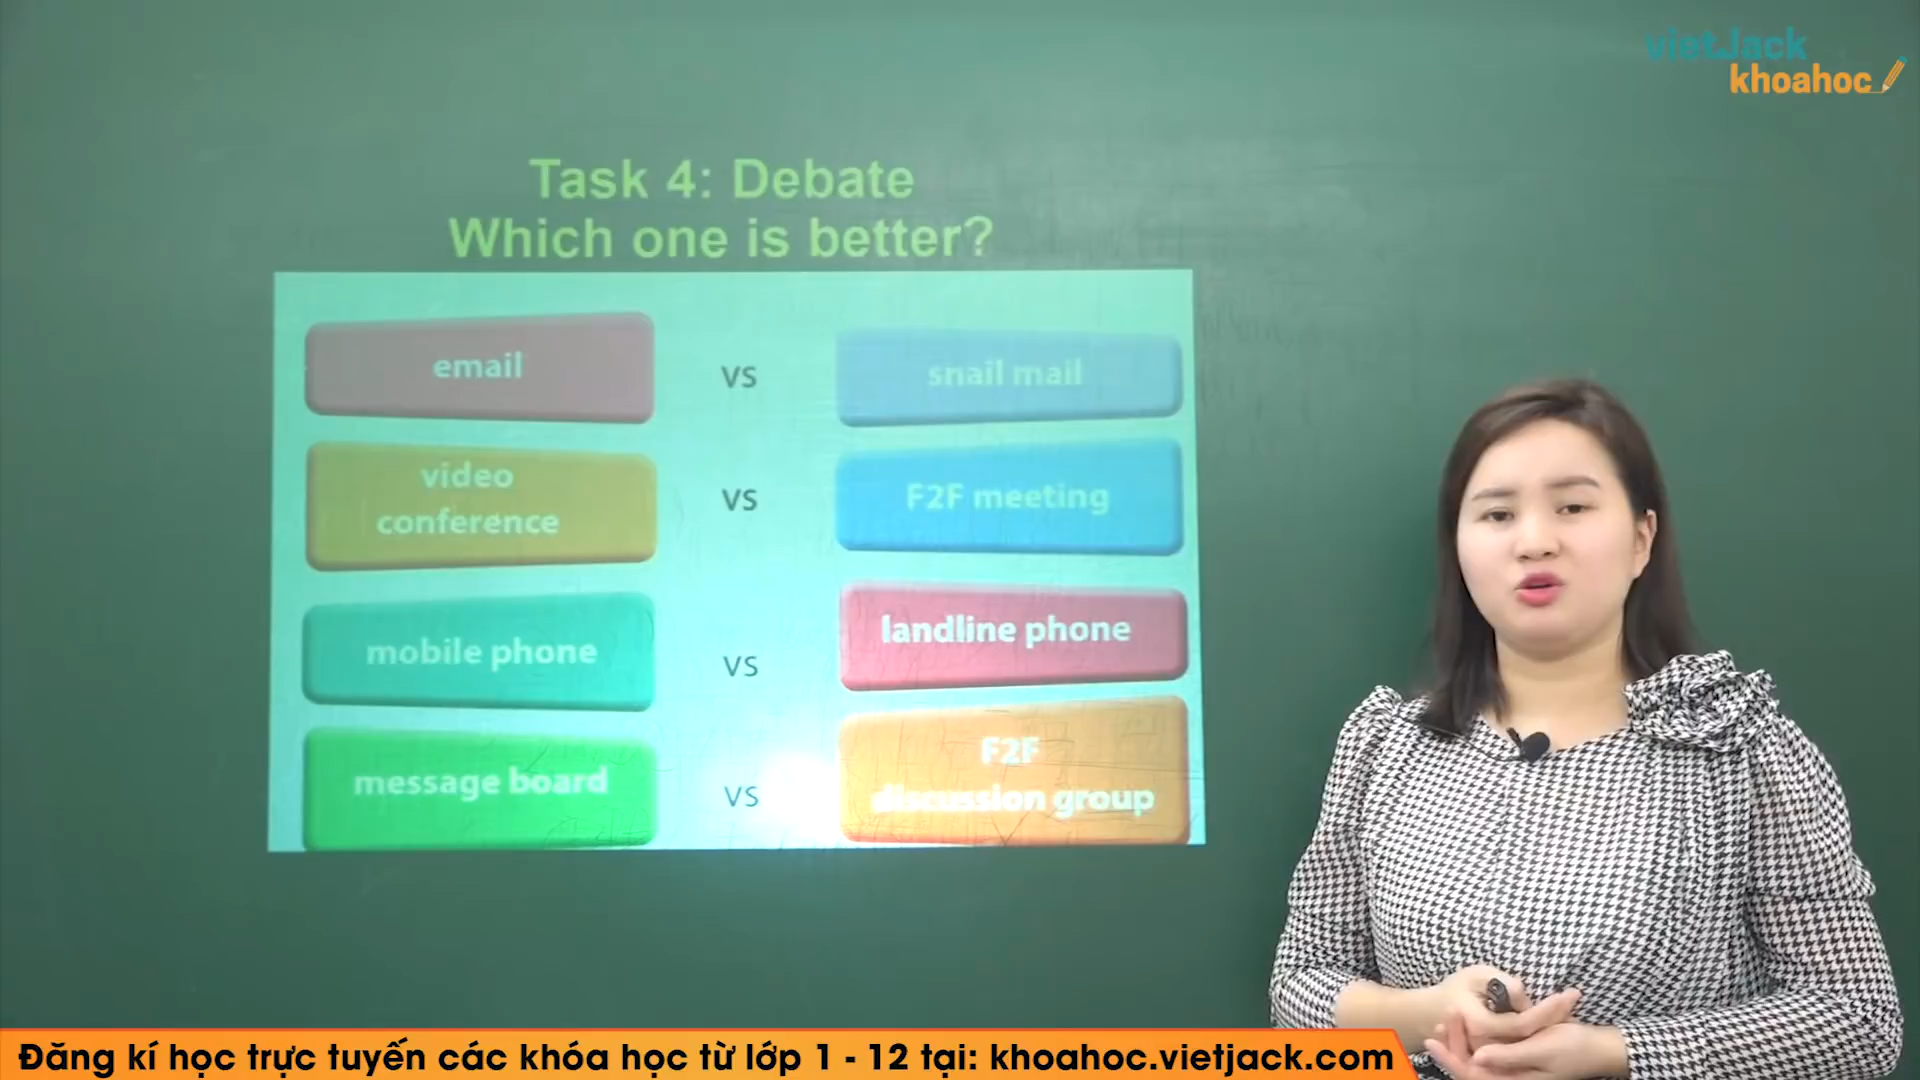 vietJack
khoahoc
Task 4: Debate
Which one is better?
email
vs
snail mail
video
conference
vs
F2F meeting
mobile phone
vs
landline phone
message board
vs
F2F
discussion group
Đăng kí học trực tuyến các khóa học từ lớp 1 - 12 tại: khoahoc.vietjack.com